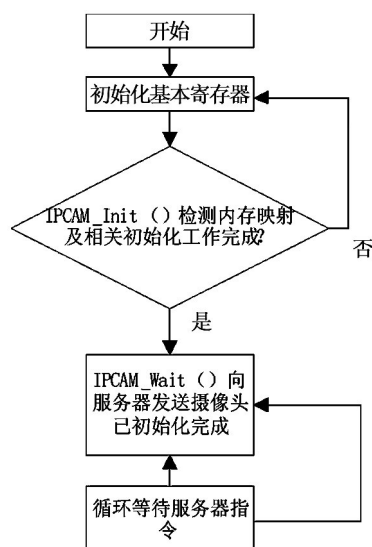 开始
初始化基本寄存器
IPCAM_Init（）检测内存映射
及相关初始化工作完成?
否
是
IPCAM_Wait（）向
服务器发送摄像头
已初始化完成
循环等待服务器指
令